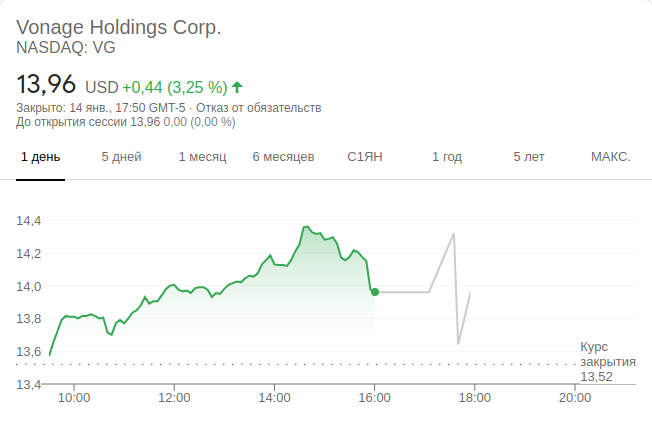 Vonage Holdings Corp.
NASDAQ: VG
13,96 USD +0,44 (3,25 %)
Закрыто: 14 янв., 17:50 GMT-5 · Отказ от обязательств
До открытия сессии 13,96 0,00 (0,00 %)
1 день 5 дней 1 месяц 6 месяцев С1ЯН 1 год 5 лет МАКС.
14,4
14,2
14,0
13,8
13,6
13,4
Курс
закрытия
13,52
10:00 12:00 14:00 16:00 18:00 20:00